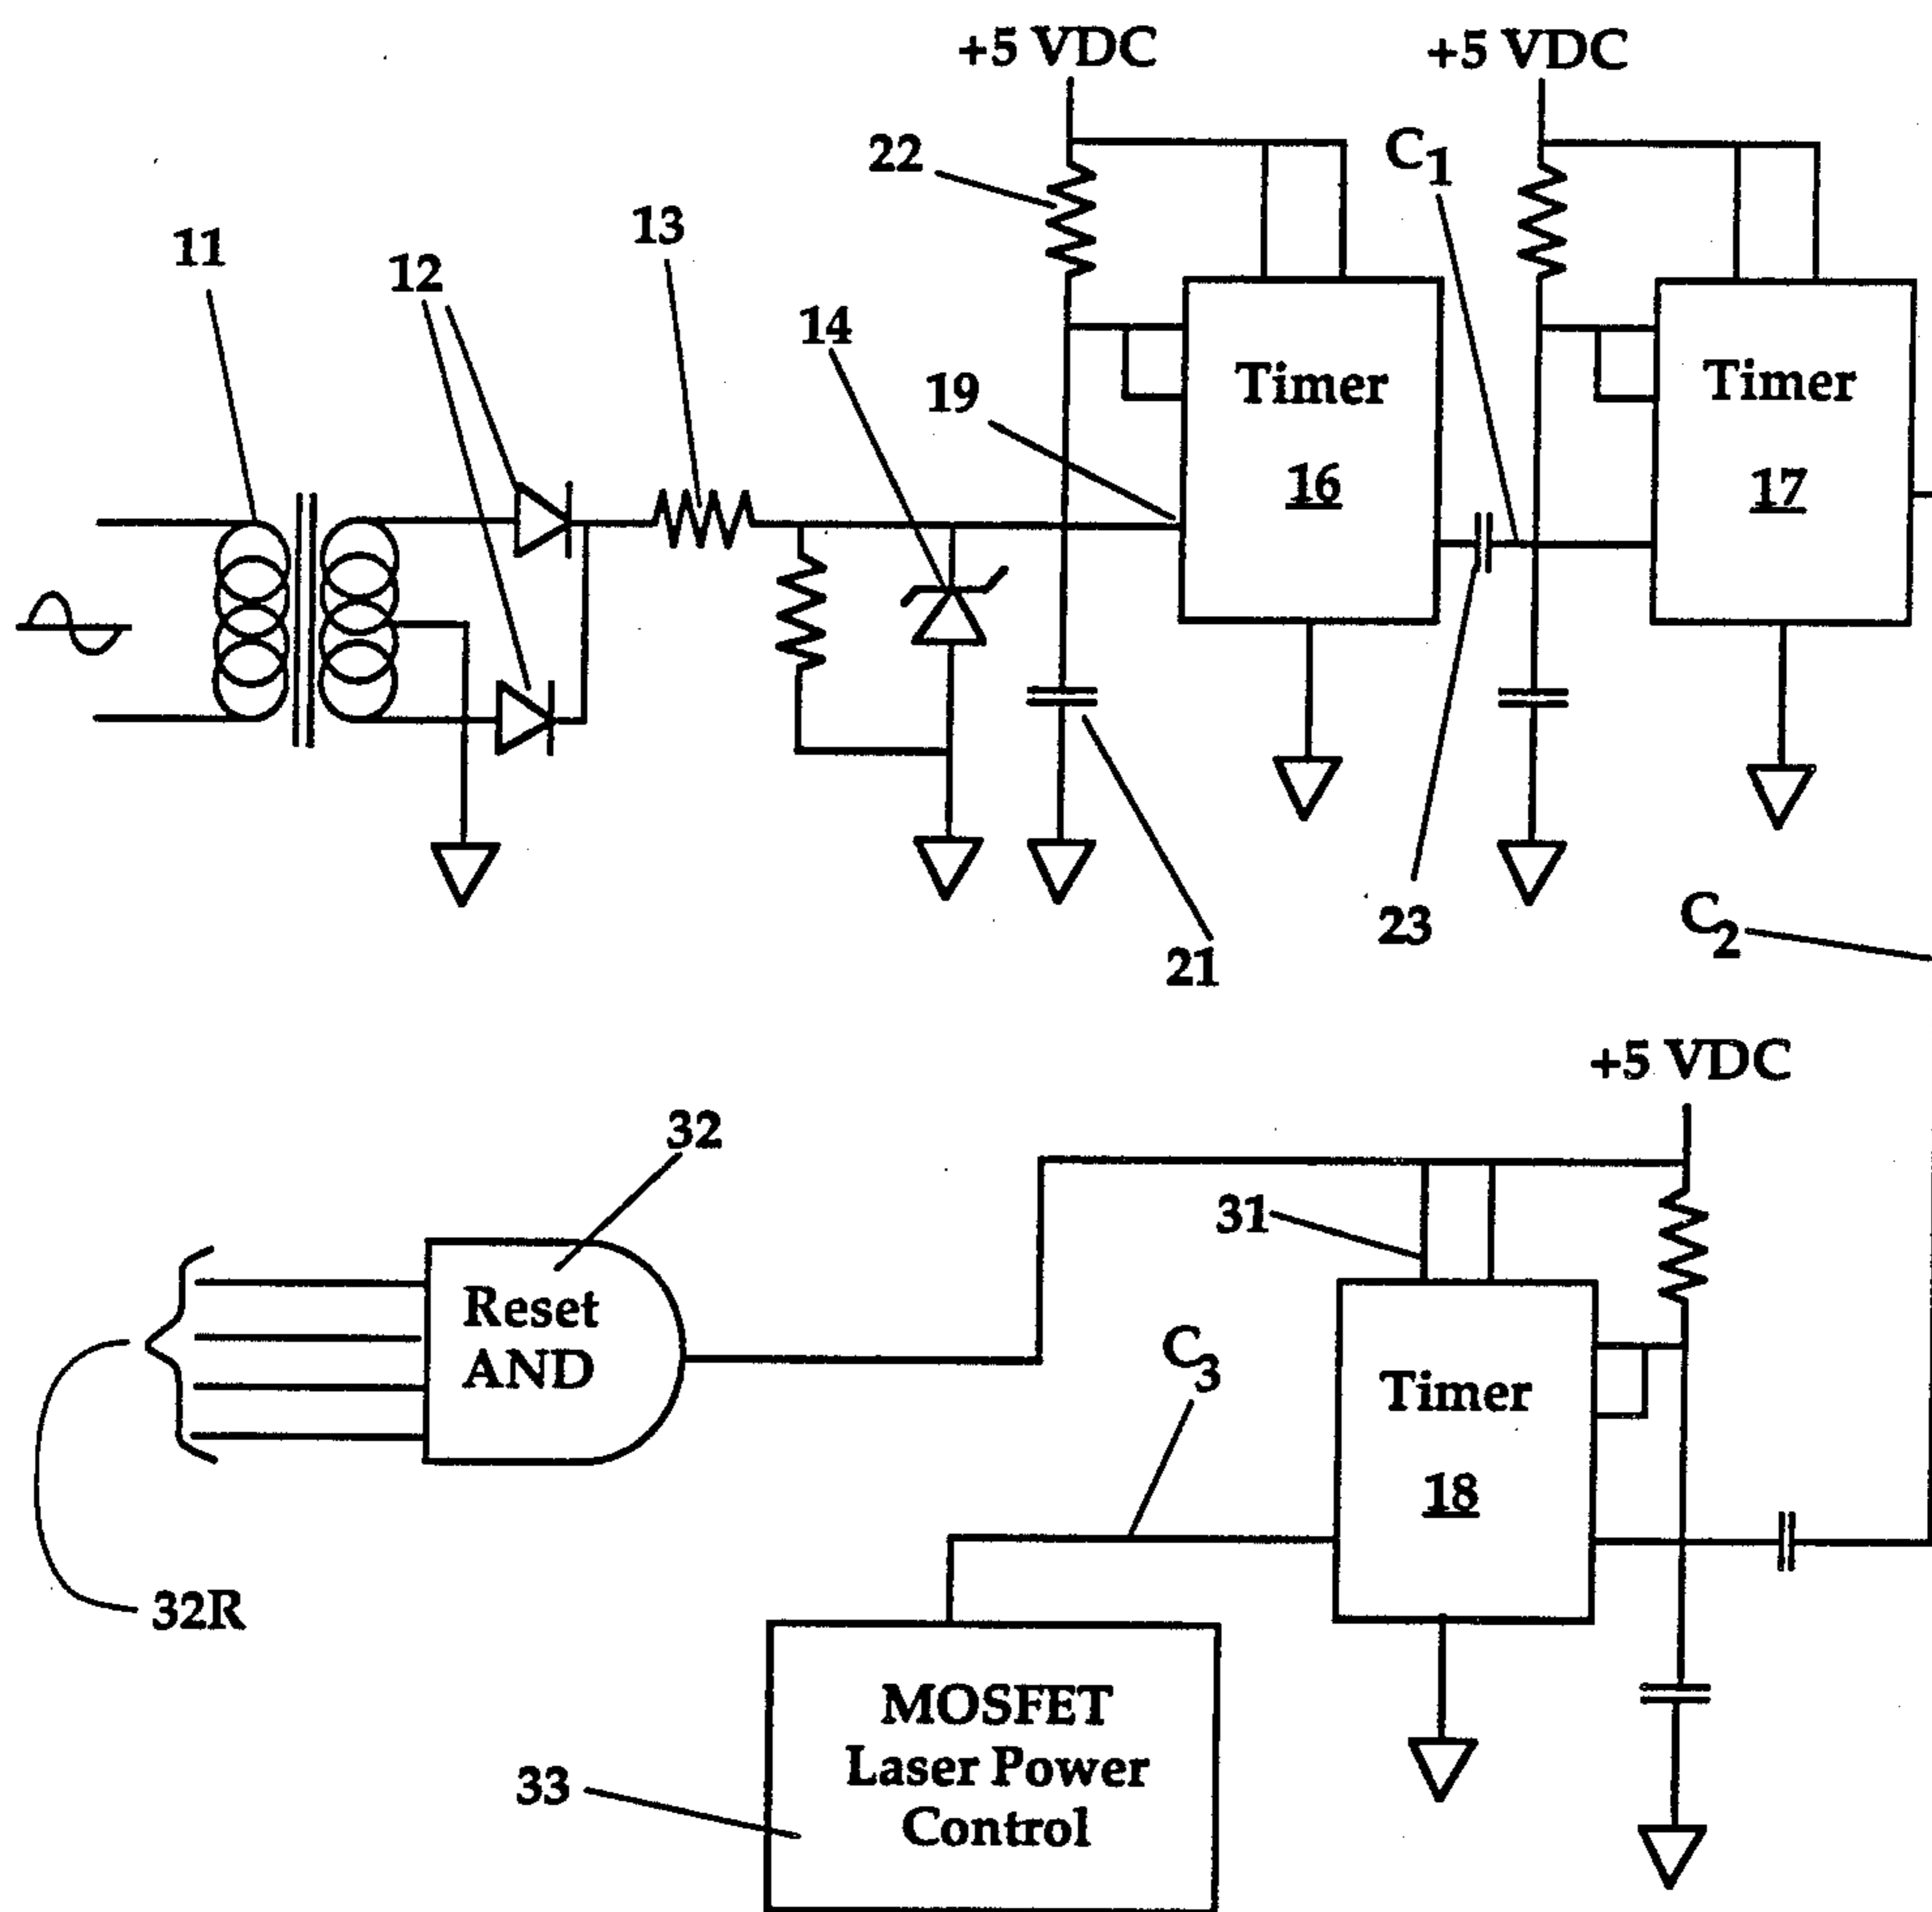 +5 VDC
+5 VDC
22
C1
13
11
12
14
19
Timer
16
Timer
17
23
21
C2
+5 VDC
32
31
Reset
AND
C3
Timer
18
32R
MOSFET
Laser Power
Control
33